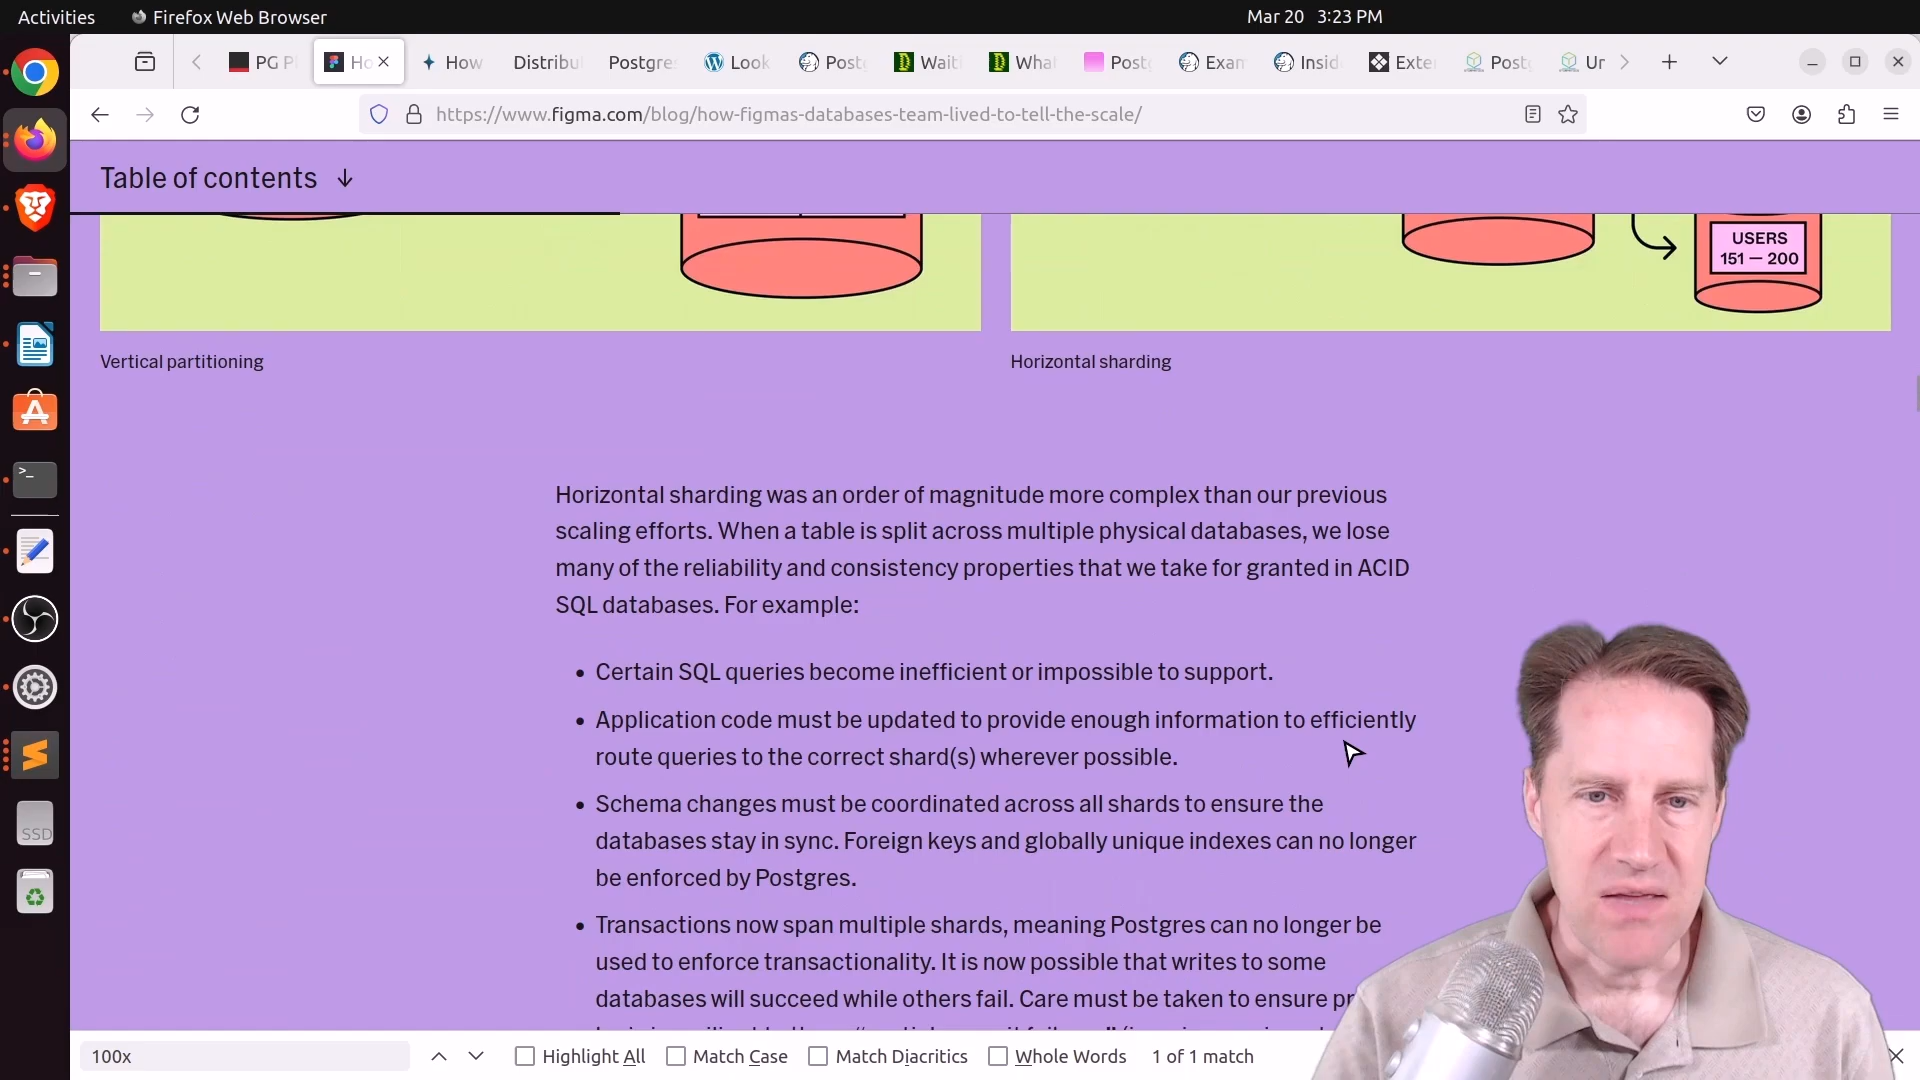 Activities
Firefox Web Browser
Mar 20 3:23 PM
PG P
Ho
How
Distribu
Postgre
Look
Post
Wait
What
Post
Exam
Insid
Exte
Post
Ur
https://www.figma.com/blog/how-figmas-databases-team-lived-to-tell-the-scale/
Table of contents ↓
USERS
151 — 200
Vertical partitioning
Horizontal sharding
Horizontal sharding was an order of magnitude more complex than our previous
scaling efforts. When a table is split across multiple physical databases, we lose
many of the reliability and consistency properties that we take for granted in ACID
SQL databases. For example:
• Certain SQL queries become inefficient or impossible to support.
• Application code must be updated to provide enough information to efficiently
route queries to the correct shard(s) wherever possible.
• Schema changes must be coordinated across all shards to ensure the
databases stay in sync. Foreign keys and globally unique indexes can no longer
be enforced by Postgres.
• Transactions now span multiple shards, meaning Postgres can no longer be
used to enforce transactionality. It is now possible that writes to some
databases will succeed while others fail. Care must be taken to ensure pr
SSD
100x
Highlight All
Match Case
Match Diacritics
Whole Words
1 of 1 match